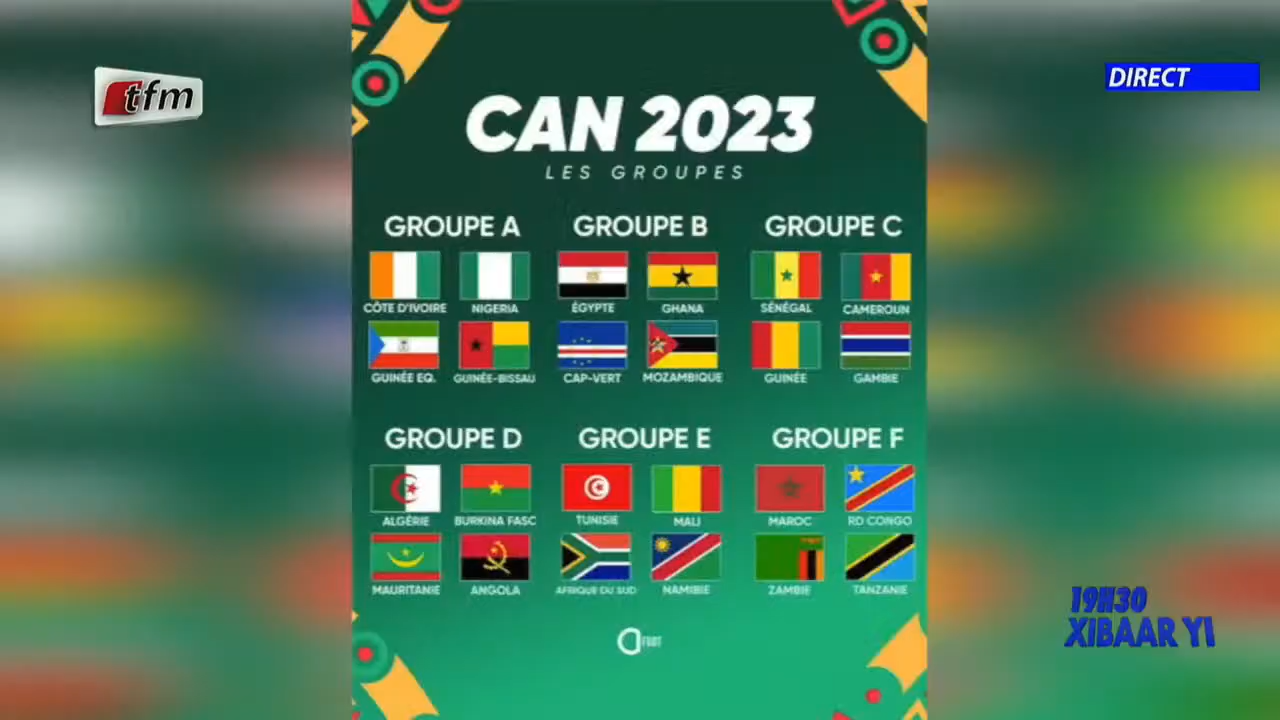 tfm
DIRECT
CAN 2023
LES GROUPES
GROUPE A
CÔTE D'IVOIRE
NIGERIA
GUINÉE EQ.
GUINÉE-BISSAU
GROUPE B
ÉGYPTE
GHANA
CAP-VERT
MOZAMBIQUE
GROUPE C
SÉNÉGAL
CAMEROUN
GUINÉE
GAMBIE
GROUPE D
ALGÉRIE
BURKINA FASC
MAURITANIE
ANGOLA
GROUPE E
TUNISIE
MALI
AFRIQUE DU SUD
NAMIBIE
GROUPE F
MAROC
RD CONGO
ZAMBIE
TANZANIE
FOOT
19H30
XIBAAR YI